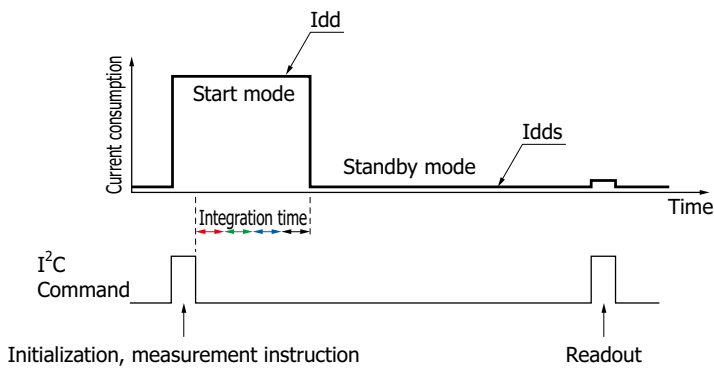 Idd
Current consumption
Start mode
Idds
Standby mode
Time
Integration time
I²C
Command
Initialization, measurement instruction
Readout